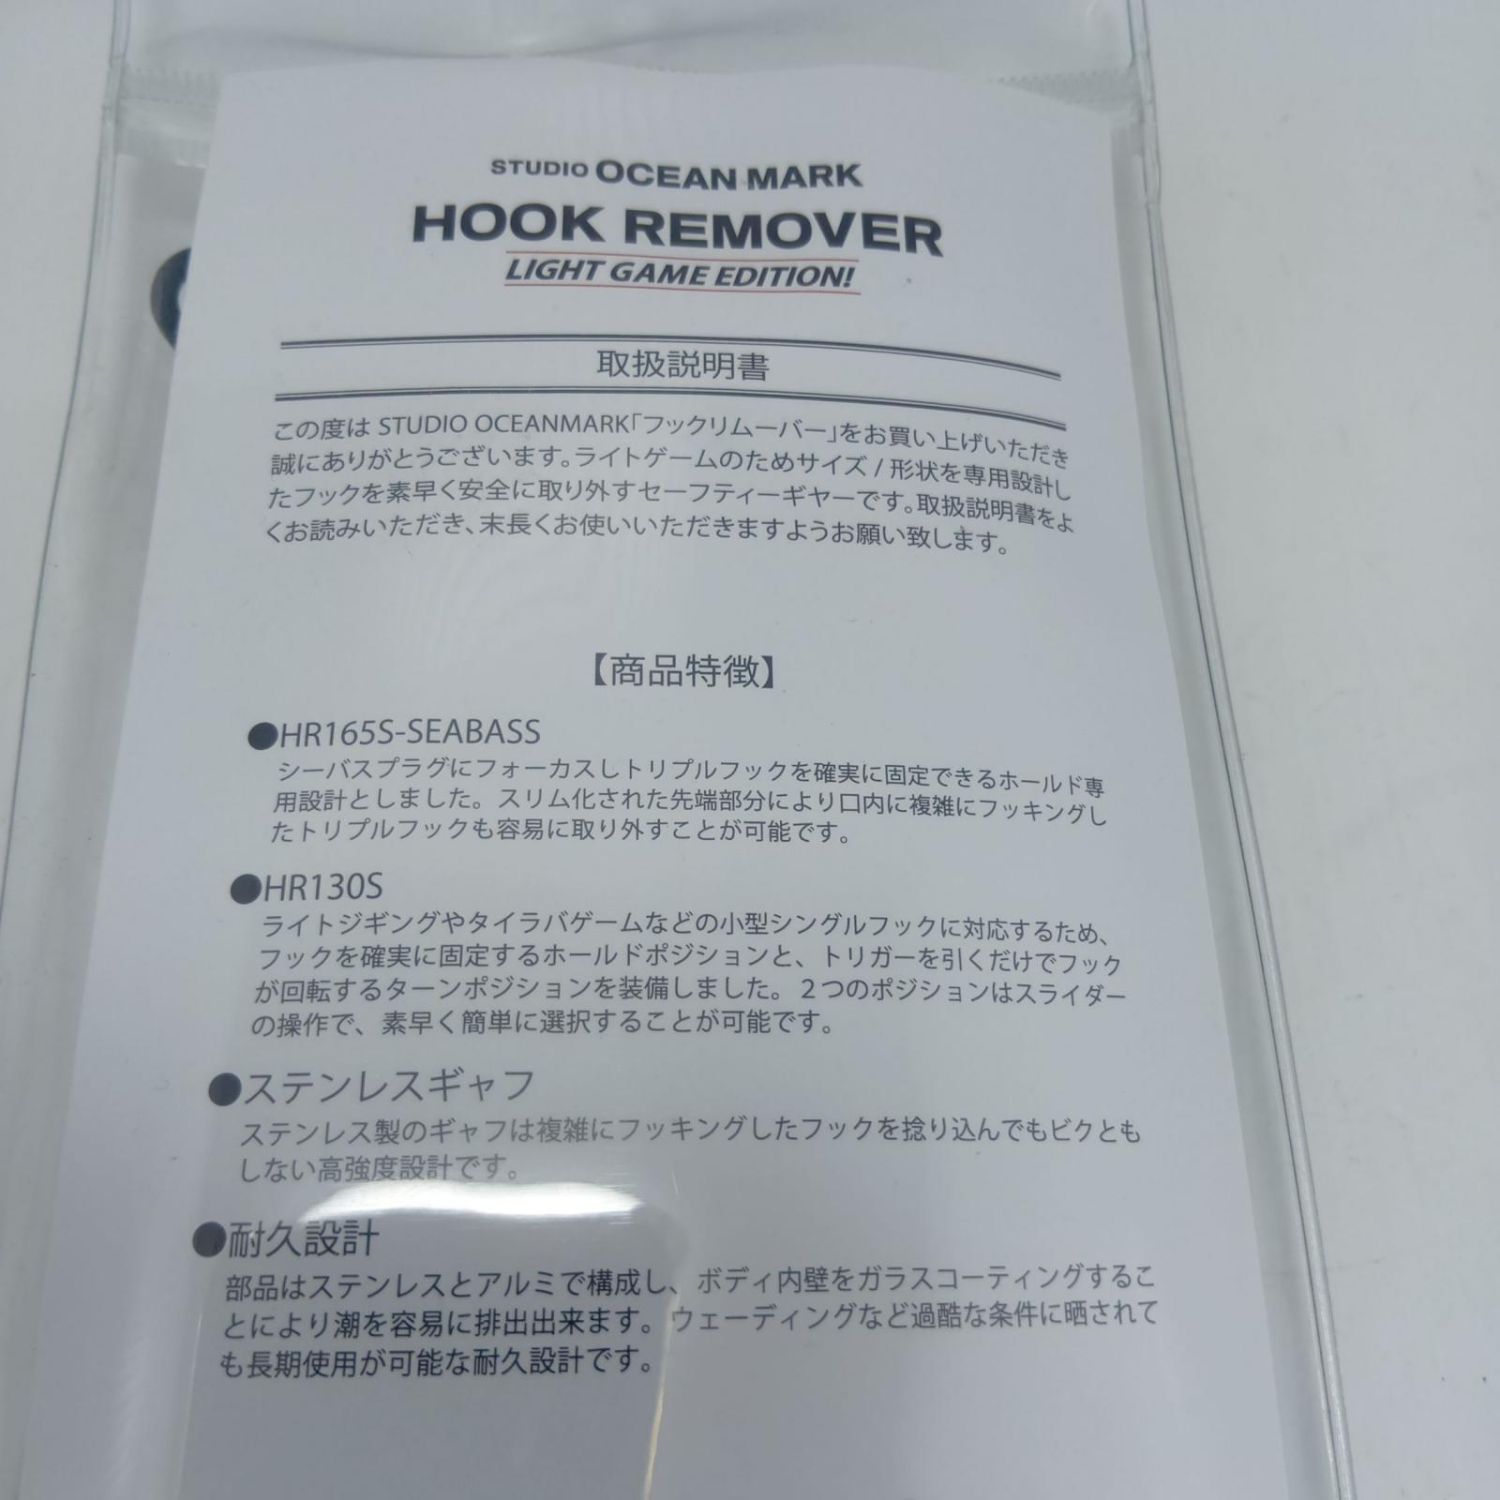 STUDIO OCEAN MARK
HOOK REMOVER
LIGHT GAME EDITION!
取扱説明書
この度は STUDIO OCEANMARK「フックリムーバー」をお買い上げいただき
誠にありがとうございます。ライトゲームのためサイズ / 形状を専用設計し
たフックを素早く安全に取り外すセーフティーギヤーです。取扱説明書をよ
くお読みいただき、末長くお使いいただきますようお願い致します。
【商品特徴】
●HR165S-SEABASS
シーバスプラグにフォーカスしトリプルフックを確実に固定できるホールド専
用設計としました。スリム化された先端部分により口内に複雑にフッキングし
たトリプルフックも容易に取り外すことが可能です。
●HR130S
ライトジギングやタイラバゲームなどの小型シングルフックに対応するため、
フックを確実に固定するホールドポジションと、トリガーを引くだけでフック
が回転するターンポジションを装備しました。２つのポジションはスライダー
の操作で、素早く簡単に選択することが可能です。
●ステンレスギャフ
ステンレス製のギャフは複雑にフッキングしたフックを捻り込んでもビクとも
しない高強度設計です。
●耐久設計
部品はステンレスとアルミで構成し、ボディ内壁をガラスコーティングするこ
とにより潮を容易に排出出来ます。ウェーディングなど過酷な条件に晒されて
も長期使用が可能な耐久設計です。